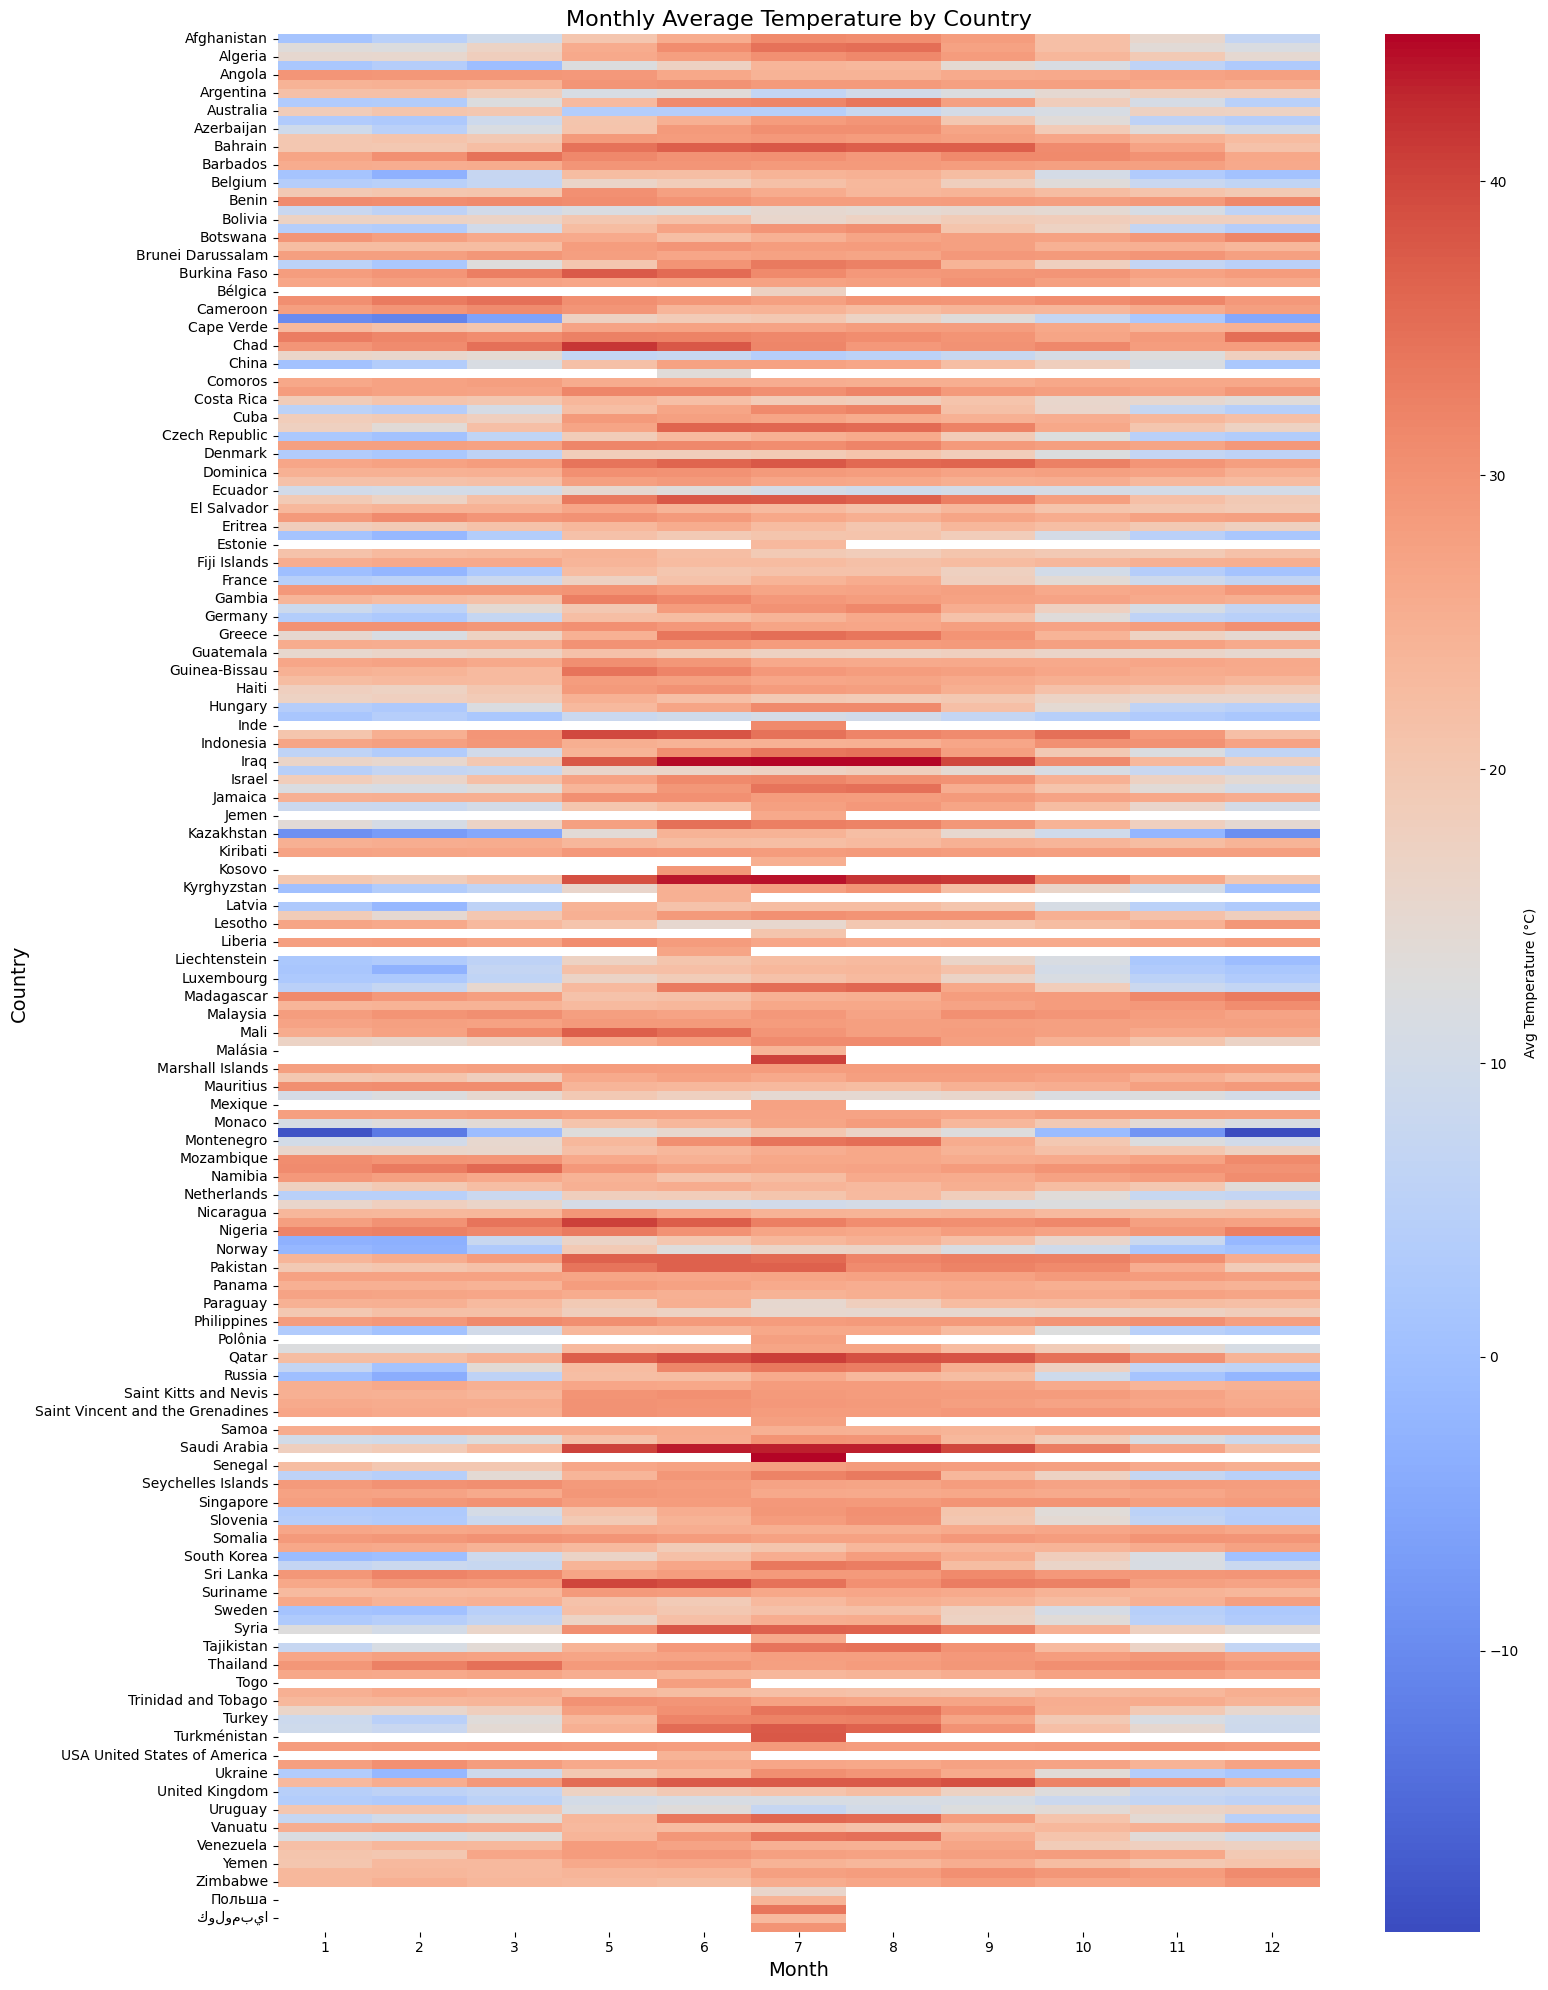 Monthly Average Temperature by Country
Afghanistan
Algeria
Angola
Argentina
Australia
Azerbaijan
Bahrain
Barbados
Belgium
Benin
Bolivia
Botswana
Brunei Darussalam
Burkina Faso
Bélgica
Cameroon
Cape Verde
Chad
China
Comoros
Costa Rica
Cuba
Czech Republic
Denmark
Dominica
Ecuador
El Salvador
Eritrea
Estonie
Fiji Islands
France
Gambia
Germany
Greece
Guatemala
Guinea-Bissau
Haiti
Hungary
Inde
Indonesia
Iraq
Israel
Jamaica
Jemen
Kazakhstan
Kiribati
Kosovo
Kyrghyzstan
Latvia
Lesotho
Liberia
Liechtenstein
Luxembourg
Madagascar
Malaysia
Mali
Malásia
Marshall Islands
Mauritius
Mexique
Monaco
Montenegro
Mozambique
Namibia
Netherlands
Nicaragua
Nigeria
Norway
Pakistan
Panama
Paraguay
Philippines
Polônia
Qatar
Russia
Saint Kitts and Nevis
Saint Vincent and the Grenadines
Samoa
Saudi Arabia
Senegal
Seychelles Islands
Singapore
Slovenia
Somalia
South Korea
Sri Lanka
Suriname
Sweden
Syria
Tajikistan
Thailand
Togo
Trinidad and Tobago
Turkey
Turkménistan
USA United States of America
Ukraine
United Kingdom
Uruguay
Vanuatu
Venezuela
Yemen
Zimbabwe
Польша
كولومبيا
1 2 3 5 6 7 8 9 10 11 12
Month
Country
40
30
20
10
0
−10
Avg Temperature (°C)